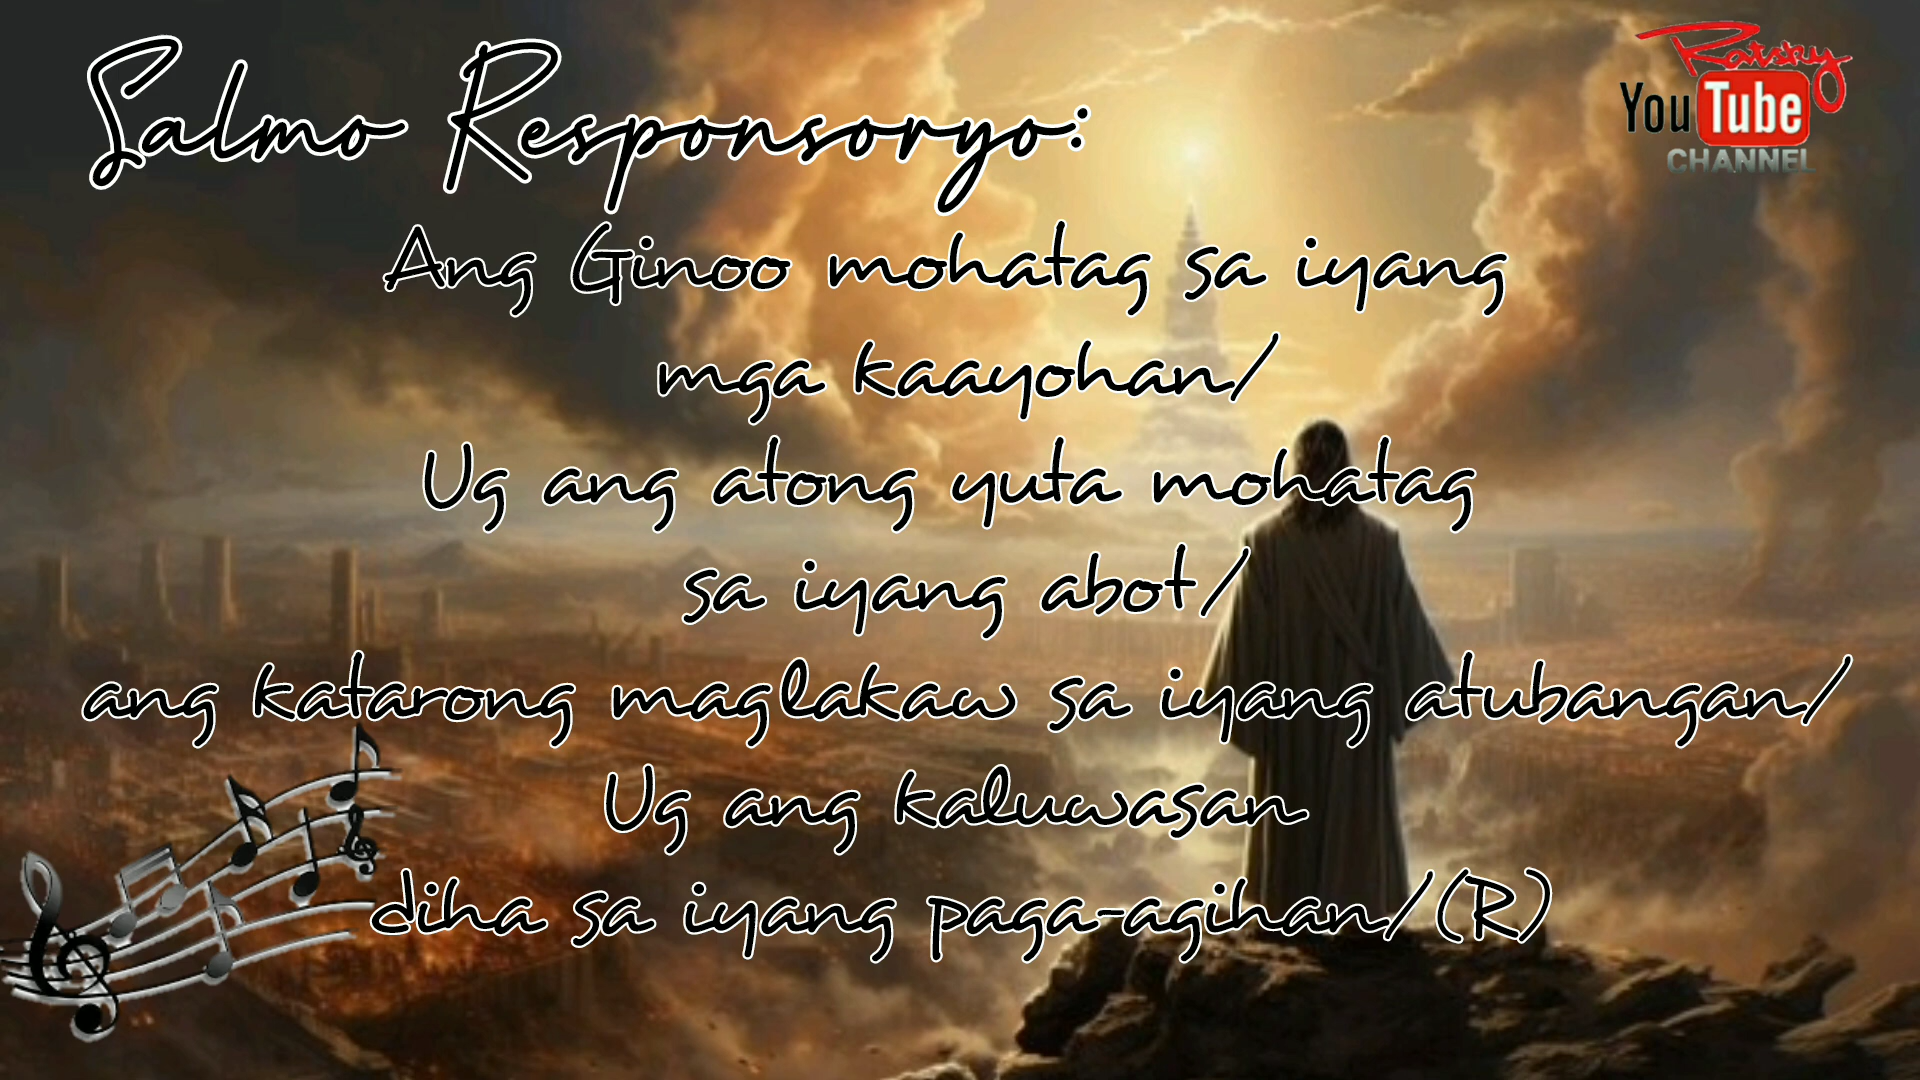 Salmo Responsoryo:
Ratsky
YouTube
CHANNEL
Ang Ginoo mohatag sa iyang
mga kaayohan/
Ug ang atong yuta mohatag
sa iyang abot/
ang katarong maglakaw sa iyang atubangan/
Ug ang kaluwasan
diha sa iyang paga-agihan/(R)